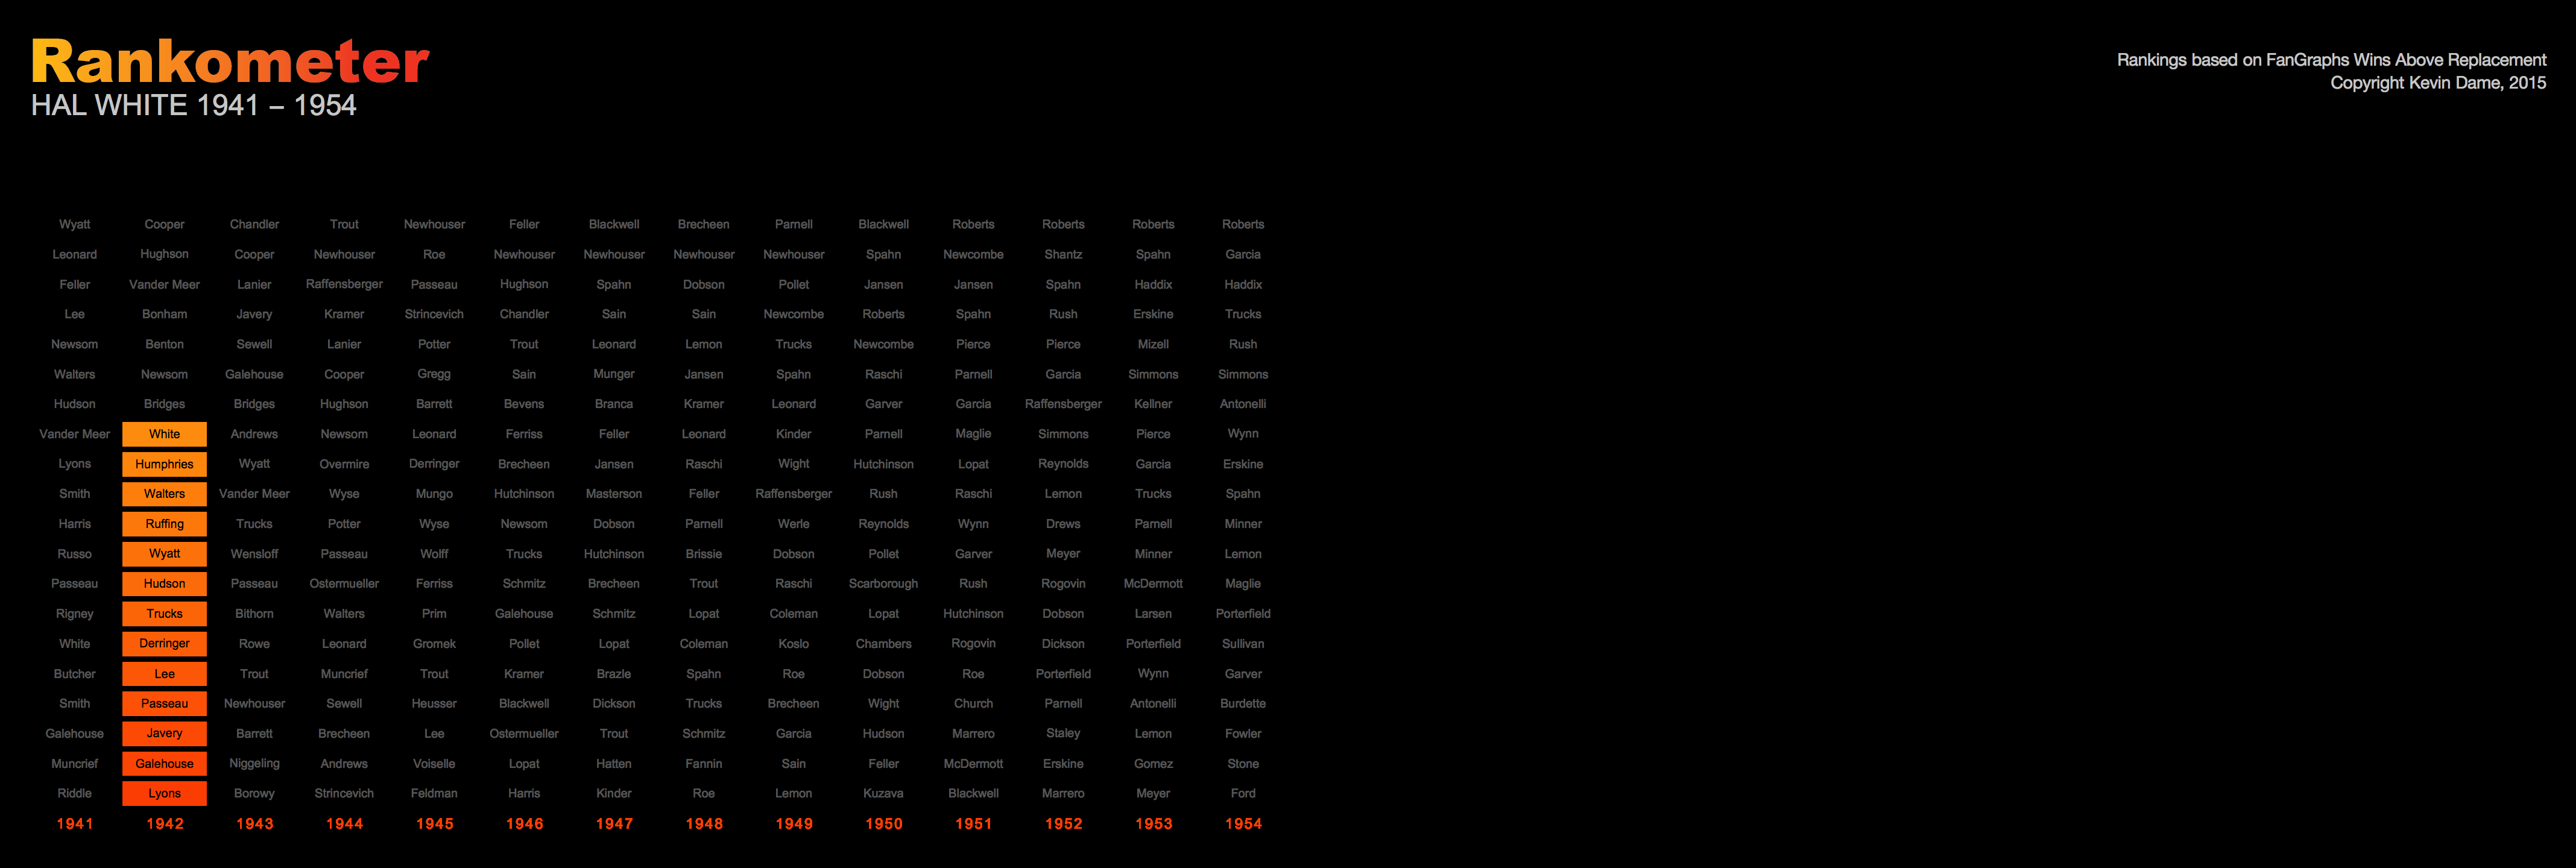 Rankometer
HAL WHITE 1941 – 1954
Rankings based on FanGraphs Wins Above Replacement
Copyright Kevin Dame, 2015
Wyatt Cooper Chandler Trout Newhouser Feller Blackwell Brecheen Parnell Blackwell Roberts Roberts Roberts Roberts
Leonard Hughson Cooper Newhouser Roe Newhouser Newhouser Newhouser Newhouser Spahn Newcombe Shantz Spahn Garcia
Feller Vander Meer Lanier Raffensberger Passeau Hughson Spahn Dobson Pollet Jansen Jansen Spahn Haddix Haddix
Lee Bonham Javery Kramer Strincevich Chandler Sain Sain Newcombe Roberts Spahn Rush Erskine Trucks
Newsom Benton Sewell Lanier Potter Trout Leonard Lemon Trucks Newcombe Pierce Pierce Mizell Rush
Walters Newsom Galehouse Cooper Gregg Sain Munger Jansen Spahn Raschi Parnell Garcia Simmons Simmons
Hudson Bridges Bridges Hughson Barrett Bevens Branca Kramer Leonard Garver Garcia Raffensberger Kellner Antonelli
Vander Meer White Andrews Newsom Leonard Ferriss Feller Leonard Kinder Parnell Maglie Simmons Pierce Wynn
Lyons Humphries Wyatt Overmire Derringer Brecheen Jansen Raschi Wight Hutchinson Lopat Reynolds Garcia Erskine
Smith Walters Vander Meer Wyse Mungo Hutchinson Masterson Feller Raffensberger Rush Raschi Lemon Trucks Spahn
Harris Ruffing Trucks Potter Wyse Newsom Dobson Parnell Werle Reynolds Wynn Drews Parnell Minner
Russo Wyatt Wensloff Passeau Wolff Trucks Hutchinson Brissie Dobson Pollet Garver Meyer Minner Lemon
Passeau Hudson Passeau Ostermueller Ferriss Schmitz Brecheen Trout Raschi Scarborough Rush Rogovin McDermott Maglie
Rigney Trucks Bithorn Walters Prim Galehouse Schmitz Lopat Coleman Lopat Hutchinson Dobson Larsen Porterfield
White Derringer Rowe Leonard Gromek Pollet Lopat Coleman Koslo Chambers Rogovin Dickson Porterfield Sullivan
Butcher Lee Trout Muncrief Trout Kramer Brazle Spahn Roe Dobson Roe Porterfield Wynn Garver
Smith Passeau Newhouser Sewell Heusser Blackwell Dickson Trucks Brecheen Wight Church Parnell Antonelli Burdette
Galehouse Javery Barrett Brecheen Lee Ostermueller Trout Schmitz Garcia Hudson Marrero Staley Lemon Fowler
Muncrief Galehouse Niggeling Andrews Voiselle Lopat Hatten Fannin Sain Feller McDermott Erskine Gomez Stone
Riddle Lyons Borowy Strincevich Feldman Harris Kinder Roe Lemon Kuzava Blackwell Marrero Meyer Ford
1941 1942 1943 1944 1945 1946 1947 1948 1949 1950 1951 1952 1953 1954